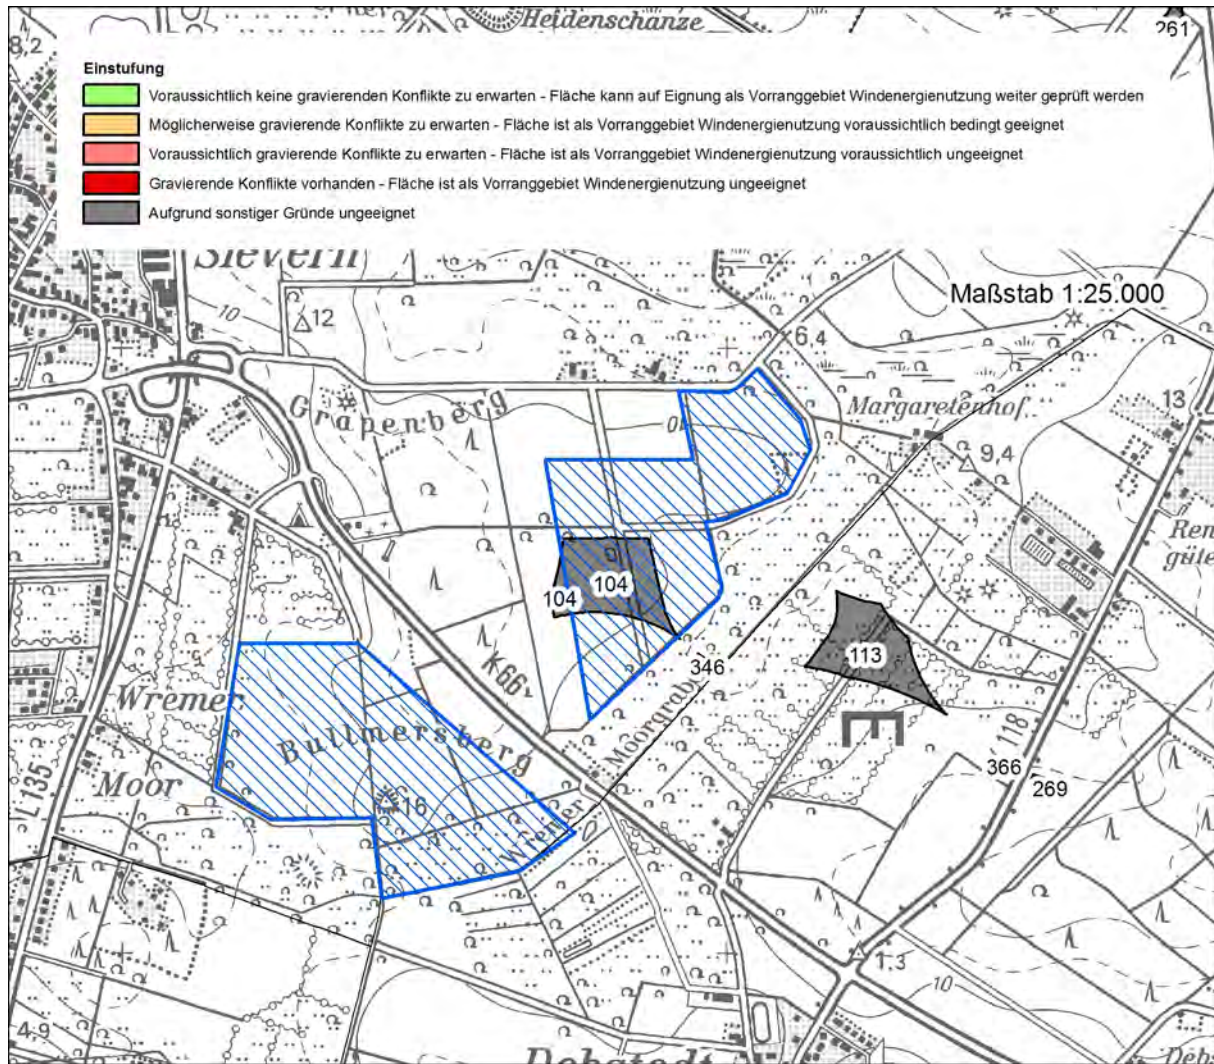 Heidenschanze
261
8,2
Einstufung
Voraussichtlich keine gravierenden Konflikte zu erwarten - Fläche kann auf Eignung als Vorranggebiet Windenergienutzung weiter geprüft werden
Möglicherweise gravierende Konflikte zu erwarten - Fläche ist als Vorranggebiet Windenergienutzung voraussichtlich bedingt geeignet
Voraussichtlich gravierende Konflikte zu erwarten - Fläche ist als Vorranggebiet Windenergienutzung voraussichtlich ungeeignet
Gravierende Konflikte vorhanden - Fläche ist als Vorranggebiet Windenergienutzung ungeeignet
Aufgrund sonstiger Gründe ungeeignet
Sievern
Maßstab 1:25.000
10
12
6,4
Grapenberg
Margaretenhof
13
9,4
104
104
113
346
K66
Wremer
Moor
Bullmersberg
Moorgrab
Wremer
16
L135
118
366
269
E
1,3
10
4,9
Debstedt